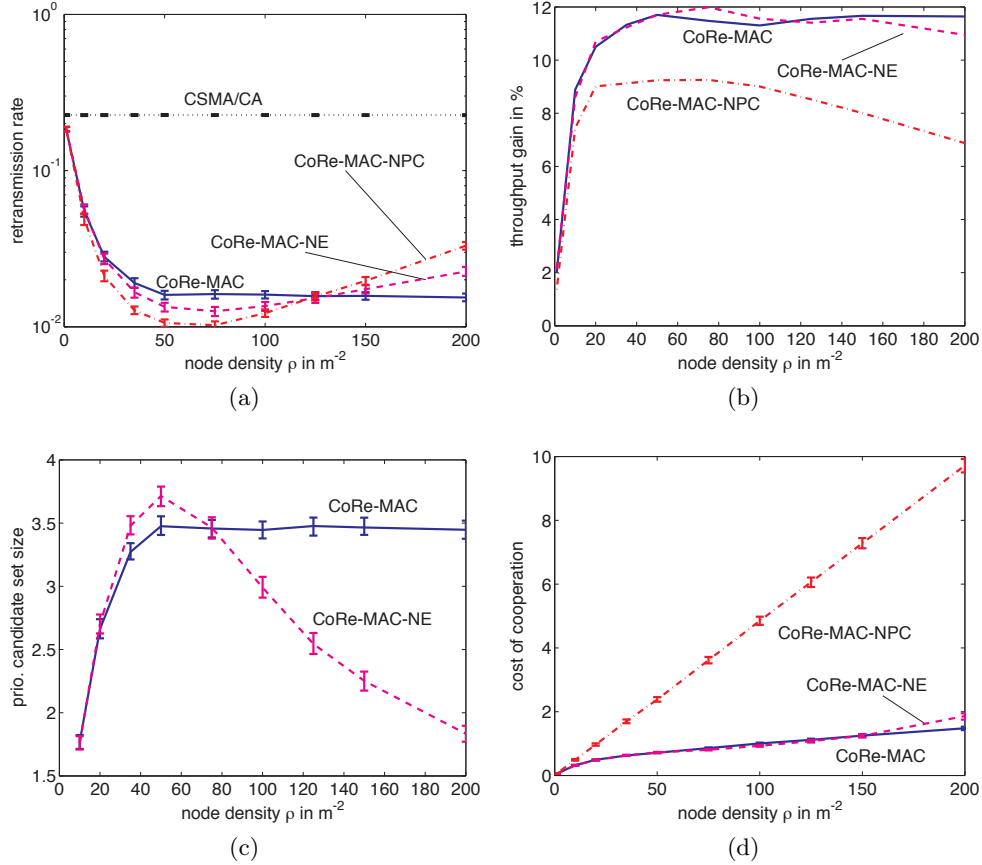 10^0
10^-1
10^-2
retransmission rate
CSMA/CA
CoRe-MAC-NPC
CoRe-MAC-NE
CoRe-MAC
0 50 100 150 200
node density ρ in m^-2
(a)
12
10
8
6
4
2
0
throughput gain in %
CoRe-MAC
CoRe-MAC-NE
CoRe-MAC-NPC
0 20 40 60 80 100 120 140 160 180 200
node density ρ in m^-2
(b)
4
3.5
3
2.5
2
1.5
prio. candidate set size
CoRe-MAC
CoRe-MAC-NE
0 20 40 60 80 100 120 140 160 180 200
node density ρ in m^-2
(c)
10
8
6
4
2
0
cost of cooperation
CoRe-MAC-NPC
CoRe-MAC-NE
CoRe-MAC
0 50 100 150 200
node density ρ in m^-2
(d)